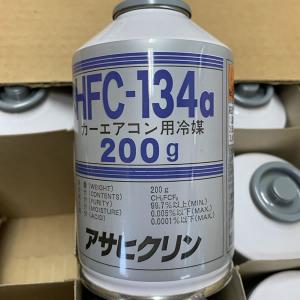 HFC-134a
カーエアコン用冷媒
200g
(WEIGHT) 200g
(CONTENTS) CH₂FCF₃
(PURITY) 99.7%以上(MIN.)
(MOISTURE) 0.005%以下(MAX.)
(ACID) 0.0001%以下(MAX.)
アサヒクリン